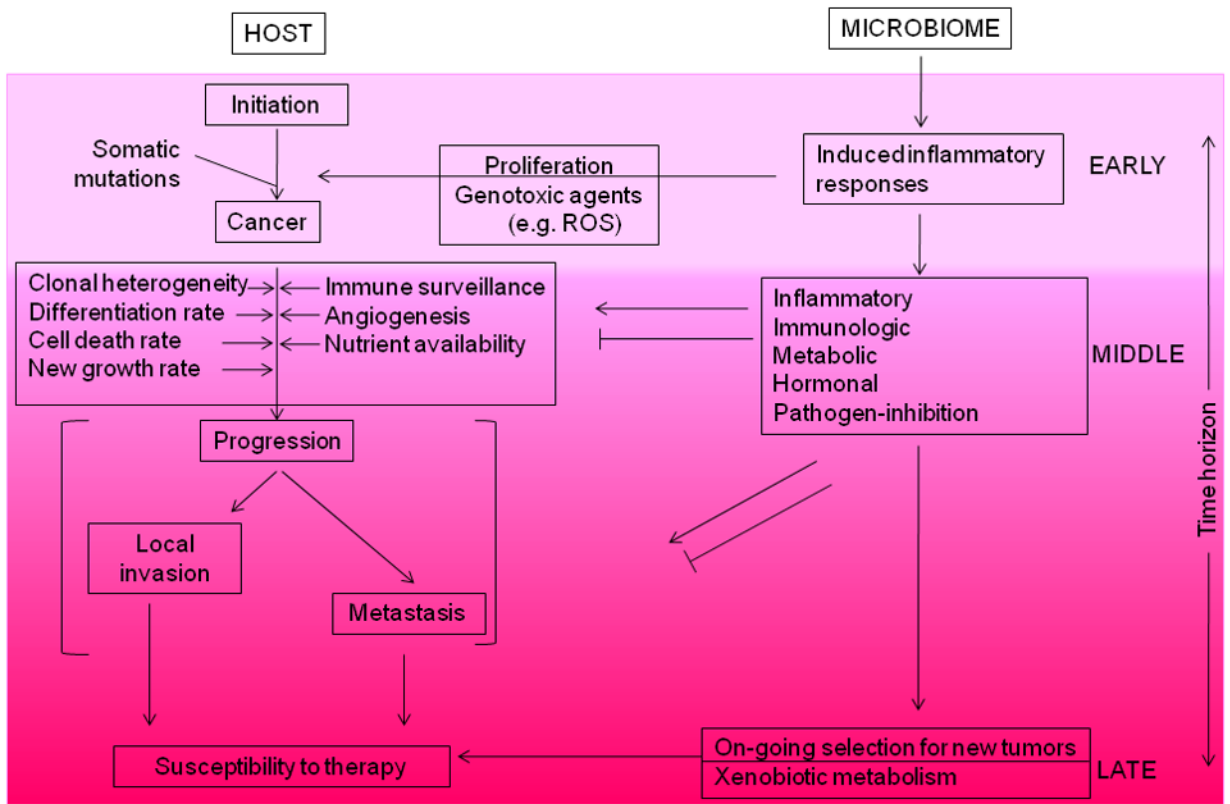 HOST
MICROBIOME
Initiation
Somatic
mutations
Cancer
Proliferation
Genotoxic agents
(e.g. ROS)
Induced inflammatory
responses
EARLY
Clonal heterogeneity
Differentiation rate
Cell death rate
New growth rate
Immune surveillance
Angiogenesis
Nutrient availability
Inflammatory
Immunologic
Metabolic
Hormonal
Pathogen-inhibition
MIDDLE
Time horizon
Progression
Local
invasion
Metastasis
Susceptibility to therapy
On-going selection for new tumors
Xenobiotic metabolism
LATE